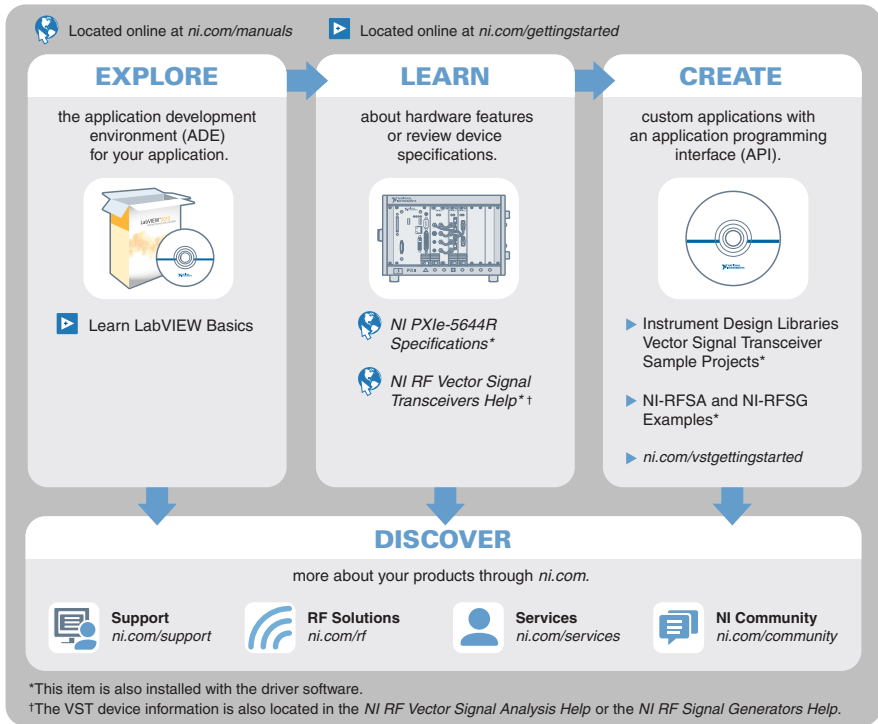 Located online at ni.com/manuals
Located online at ni.com/gettingstarted
EXPLORE
the application development
environment (ADE)
for your application.
LabVIEW
Learn LabVIEW Basics
LEARN
about hardware features
or review device
specifications.
NI PXIe-5644R
Specifications*
NI RF Vector Signal
Transceivers Help* †
CREATE
custom applications with
an application programming
interface (API).
Instrument Design Libraries
Vector Signal Transceiver
Sample Projects*
NI-RFSA and NI-RFSG
Examples*
ni.com/vstgettingstarted
DISCOVER
more about your products through ni.com.
Support
ni.com/support
RF Solutions
ni.com/rf
Services
ni.com/services
NI Community
ni.com/community
*This item is also installed with the driver software.
†The VST device information is also located in the NI RF Vector Signal Analysis Help or the NI RF Signal Generators Help.